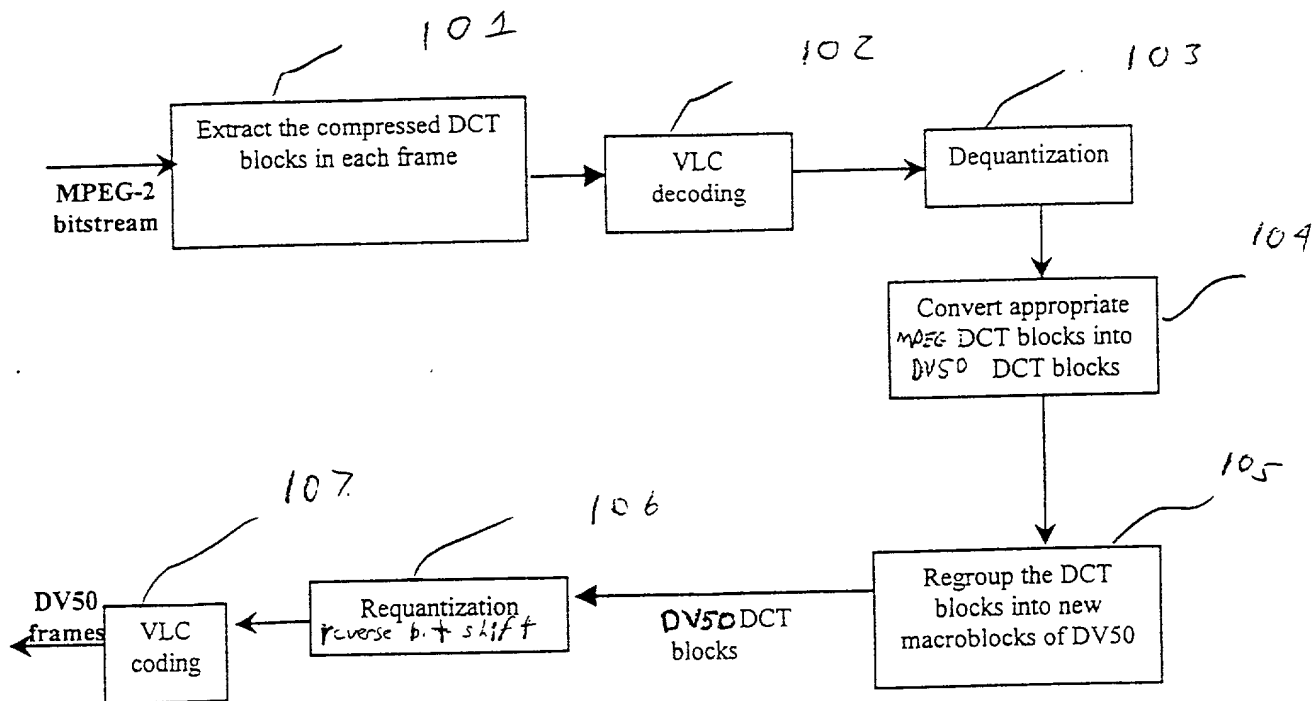 101
102
103
Extract the compressed DCT
blocks in each frame
VLC
decoding
Dequantization
MPEG-2
bitstream
104
Convert appropriate
MPEG DCT blocks into
DV50 DCT blocks
105
107
106
Regroup the DCT
blocks into new
macroblocks of DV50
DV50
frames
VLC
coding
Requantization
reverse bit shift
DV50 DCT
blocks